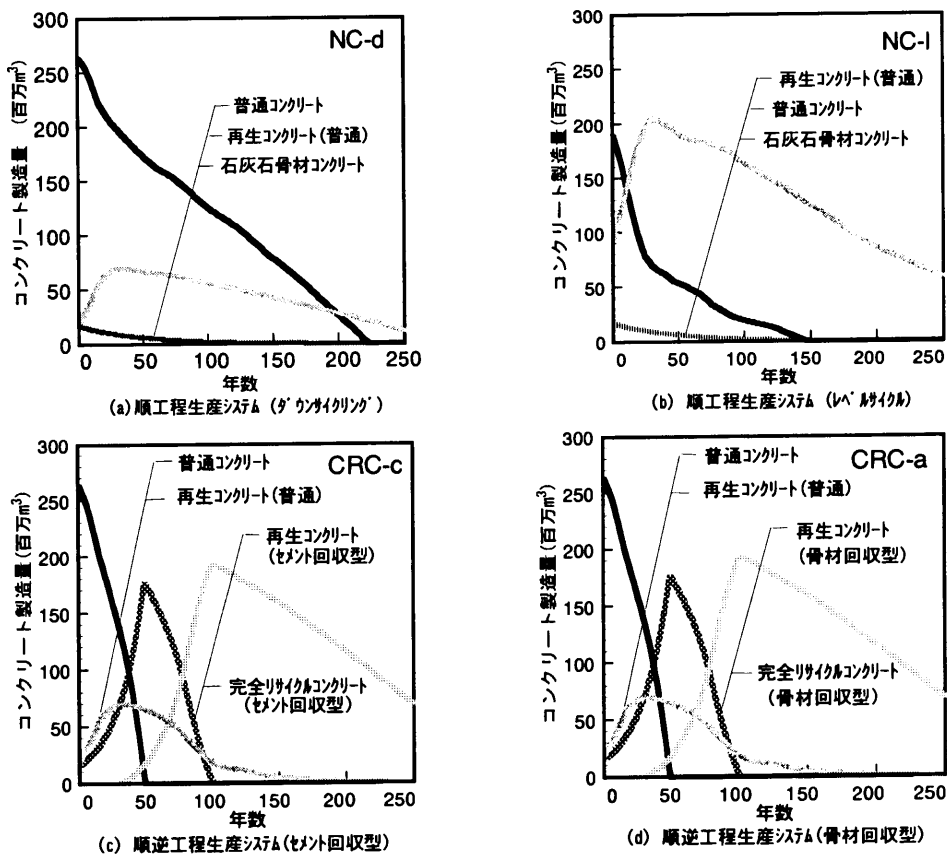 300
250
200
150
100
50
0
コンクリート製造量 (百万m³)
NC-d
普通コンクリート
再生コンクリート(普通)
石灰石骨材コンクリート
0 50 100 150 200 250
年数
(a) 順工程生産システム (ダウンサイクリング)
300
250
200
150
100
50
0
コンクリート製造量 (百万m³)
NC-l
再生コンクリート(普通)
普通コンクリート
石灰石骨材コンクリート
0 50 100 150 200 250
年数
(b) 順工程生産システム (レベルサイクル)
300
250
200
150
100
50
0
コンクリート製造量(百万m³)
CRC-c
普通コンクリート
再生コンクリート(普通)
再生コンクリート
(セメント回収型)
完全リサイクルコンクリート
(セメント回収型)
0 50 100 150 200 250
年数
(c) 順逆工程生産システム(セメント回収型)
300
250
200
150
100
50
0
コンクリート製造量(百万m³)
CRC-a
普通コンクリート
再生コンクリート(普通)
再生コンクリート
(骨材回収型)
完全リサイクルコンクリート
(骨材回収型)
0 50 100 150 200 250
年数
(d) 順逆工程生産システム(骨材回収型)